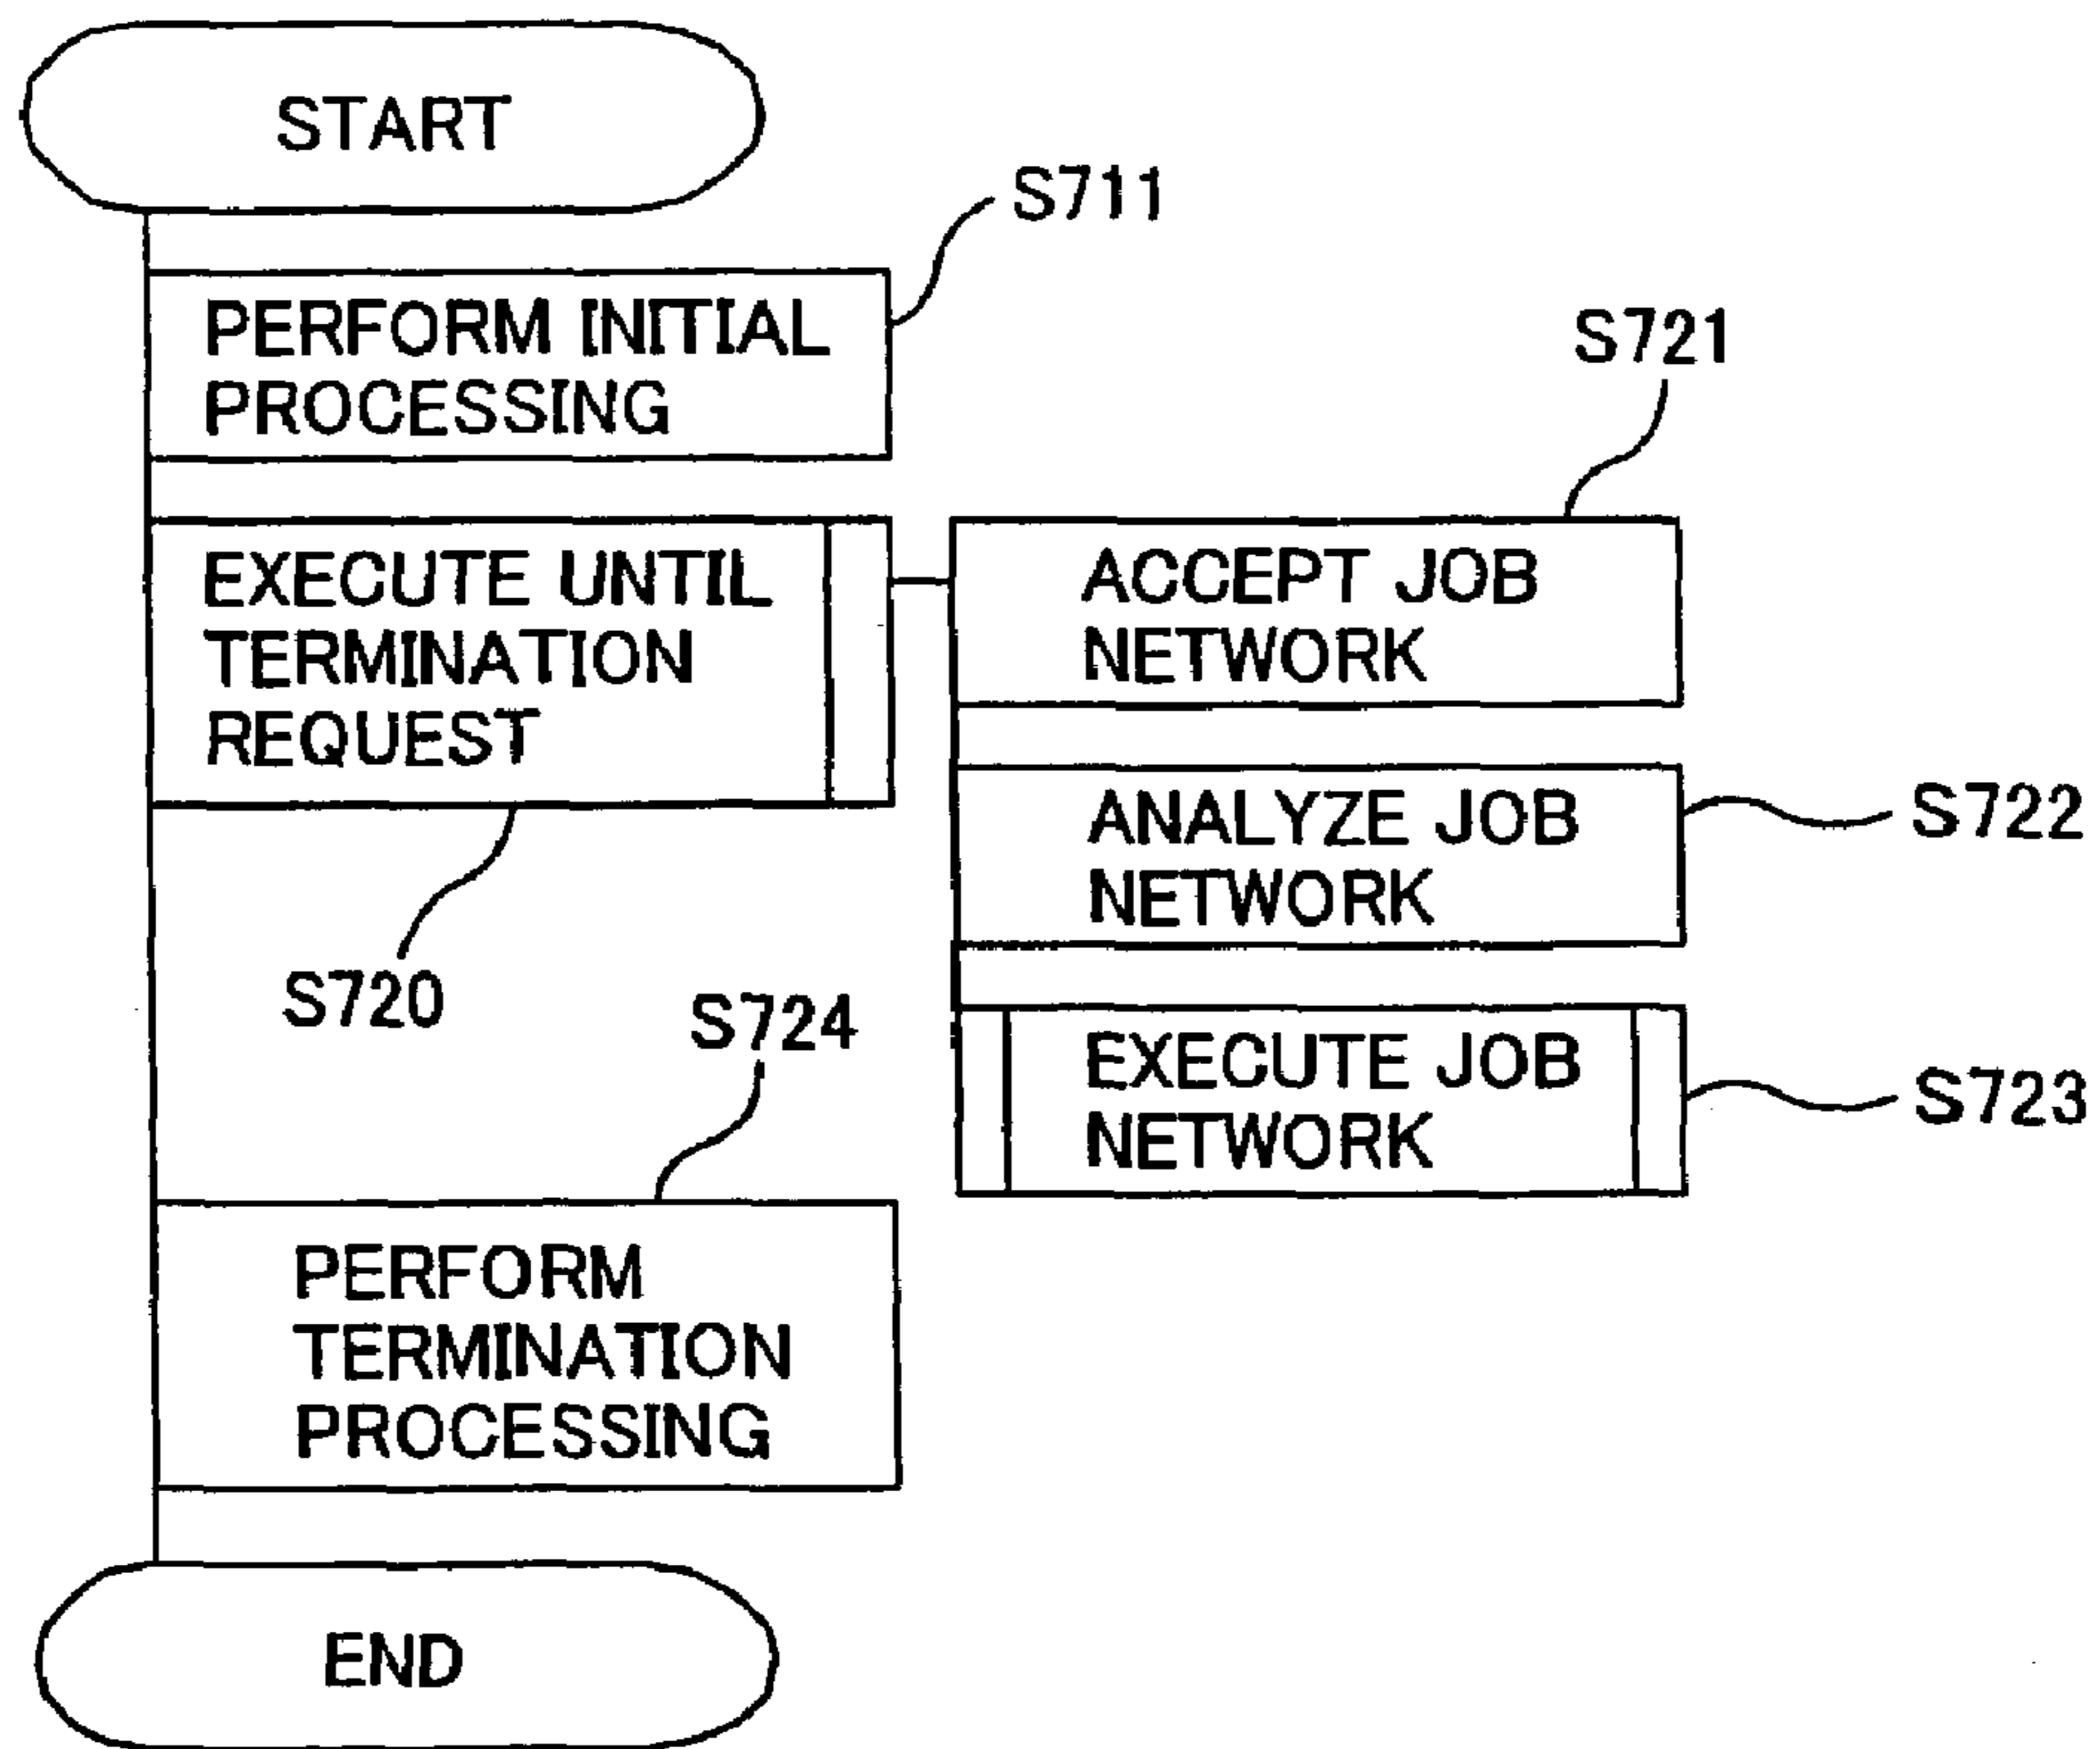 START
S711
PERFORM INITIAL
PROCESSING
S721
EXECUTE UNTIL
TERMINATION
REQUEST
S720
ACCEPT JOB
NETWORK
ANALYZE JOB
NETWORK
S722
EXECUTE JOB
NETWORK
S723
S724
PERFORM
TERMINATION
PROCESSING
END